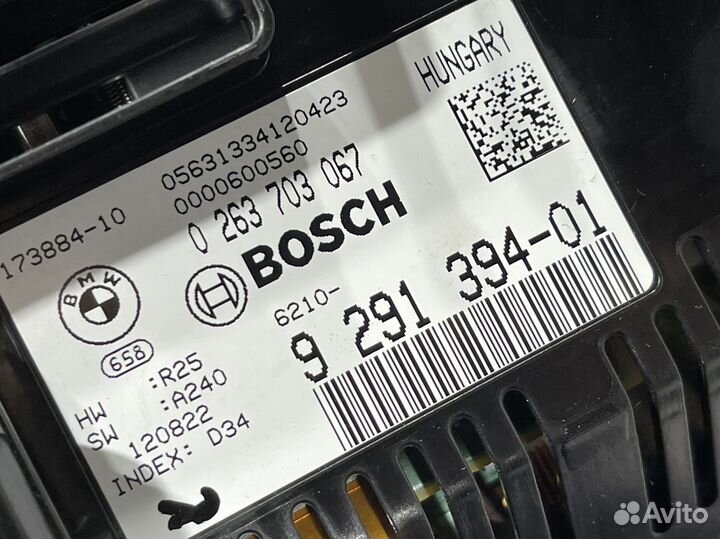 HUNGARY
05631334120423
0000600560
173884-10
0 263 703 067
BMW
BOSCH
658
6210-
9 291 394-01
HW :R25
SW :A240
120822
INDEX: D34
Avito